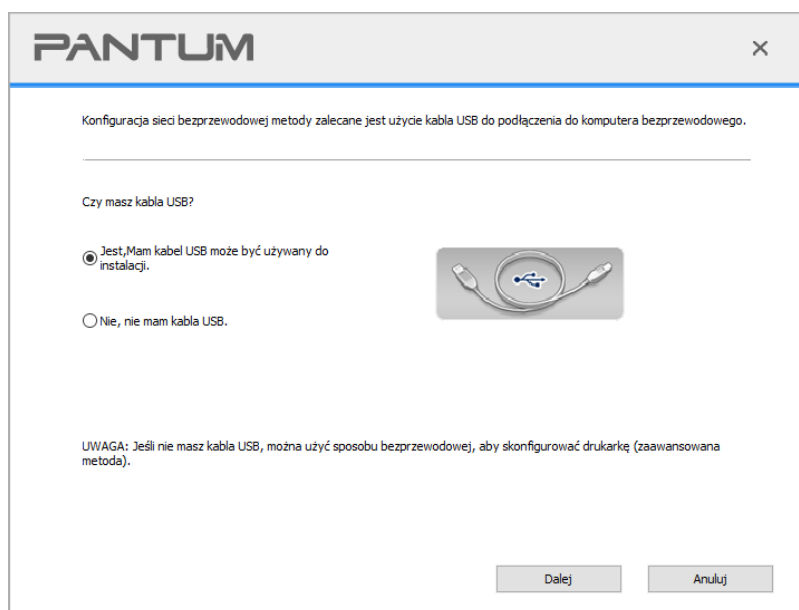 PANTUM
Konfiguracja sieci bezprzewodowej metody zalecane jest użycie kabla USB do podłączenia do komputera bezprzewodowego.
Czy masz kabla USB?
Jest,Mam kabel USB może być używany do
instalacji.
Nie, nie mam kabla USB.
UWAGA: Jeśli nie masz kabla USB, można użyć sposobu bezprzewodowej, aby skonfigurować drukarkę (zaawansowana
metoda).
Dalej
Anuluj